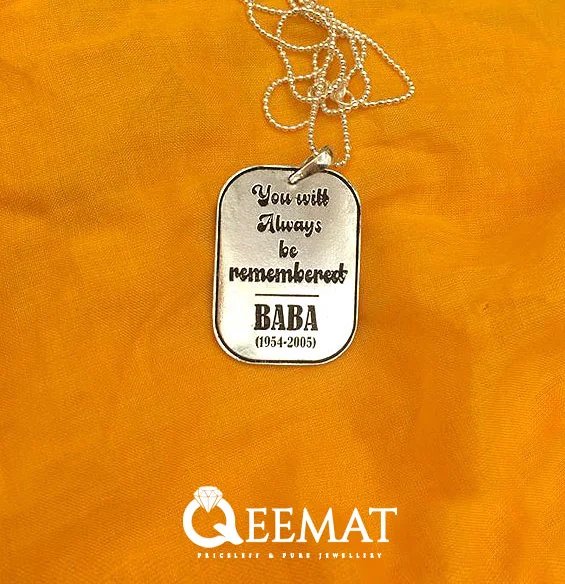 You will
Always
be
remembered
BABA
(1954-2005)
QEEMAT
PRICELESS & PURE JEWELLERY